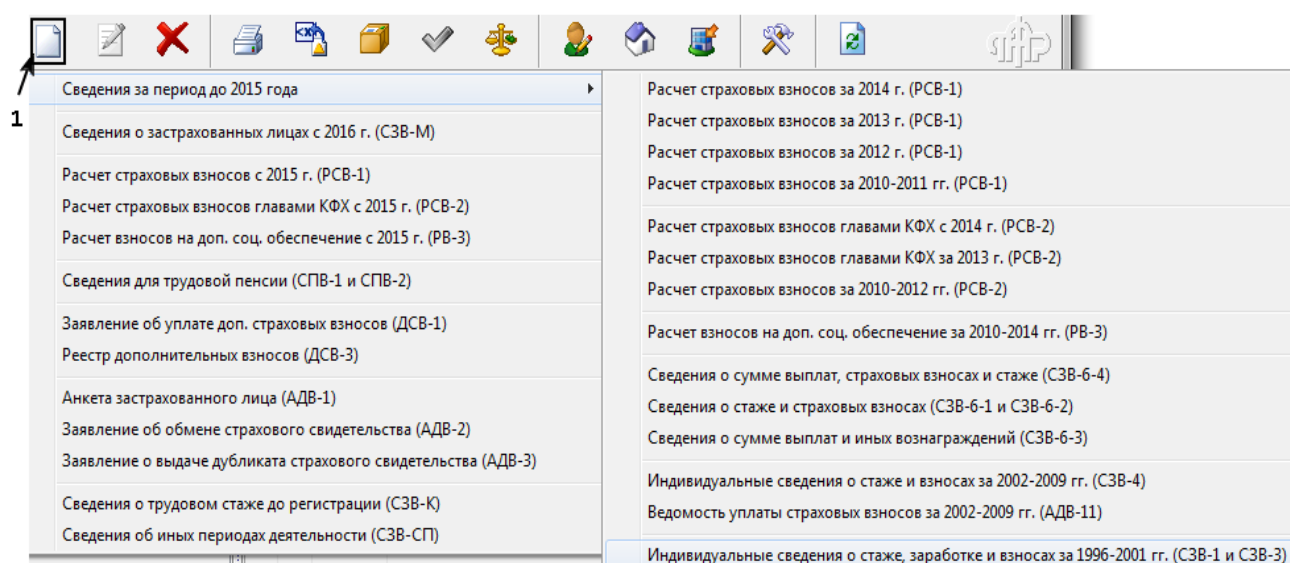 <xml>
1
Сведения за период до 2015 года
Сведения о застрахованных лицах с 2016 г. (СЗВ-М)
Расчет страховых взносов с 2015 г. (РСВ-1)
Расчет страховых взносов главами КФХ с 2015 г. (РСВ-2)
Расчет взносов на доп. соц. обеспечение с 2015 г. (РВ-3)
Сведения для трудовой пенсии (СПВ-1 и СПВ-2)
Заявление об уплате доп. страховых взносов (ДСВ-1)
Реестр дополнительных взносов (ДСВ-3)
Анкета застрахованного лица (АДВ-1)
Заявление об обмене страхового свидетельства (АДВ-2)
Заявление о выдаче дубликата страхового свидетельства (АДВ-3)
Сведения о трудовом стаже до регистрации (СЗВ-К)
Сведения об иных периодах деятельности (СЗВ-СП)
Расчет страховых взносов за 2014 г. (РСВ-1)
Расчет страховых взносов за 2013 г. (РСВ-1)
Расчет страховых взносов за 2012 г. (РСВ-1)
Расчет страховых взносов за 2010-2011 гг. (РСВ-1)
Расчет страховых взносов главами КФХ с 2014 г. (РСВ-2)
Расчет страховых взносов главами КФХ за 2013 г. (РСВ-2)
Расчет страховых взносов за 2010-2012 гг. (РСВ-2)
Расчет взносов на доп. соц. обеспечение за 2010-2014 гг. (РВ-3)
Сведения о сумме выплат, страховых взносах и стаже (СЗВ-6-4)
Сведения о стаже и страховых взносах (СЗВ-6-1 и СЗВ-6-2)
Сведения о сумме выплат и иных вознаграждений (СЗВ-6-3)
Индивидуальные сведения о стаже и взносах за 2002-2009 гг. (СЗВ-4)
Ведомость уплаты страховых взносов за 2002-2009 гг. (АДВ-11)
Индивидуальные сведения о стаже, заработке и взносах за 1996-2001 гг. (СЗВ-1 и СЗВ-3)